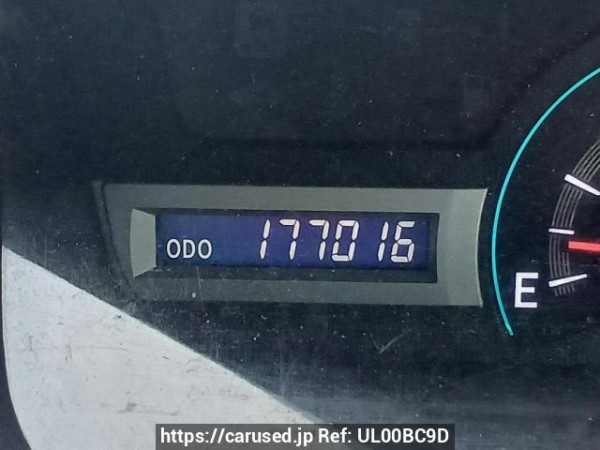 ODO 177016
E
https://carused.jp Ref: UL00BC9D